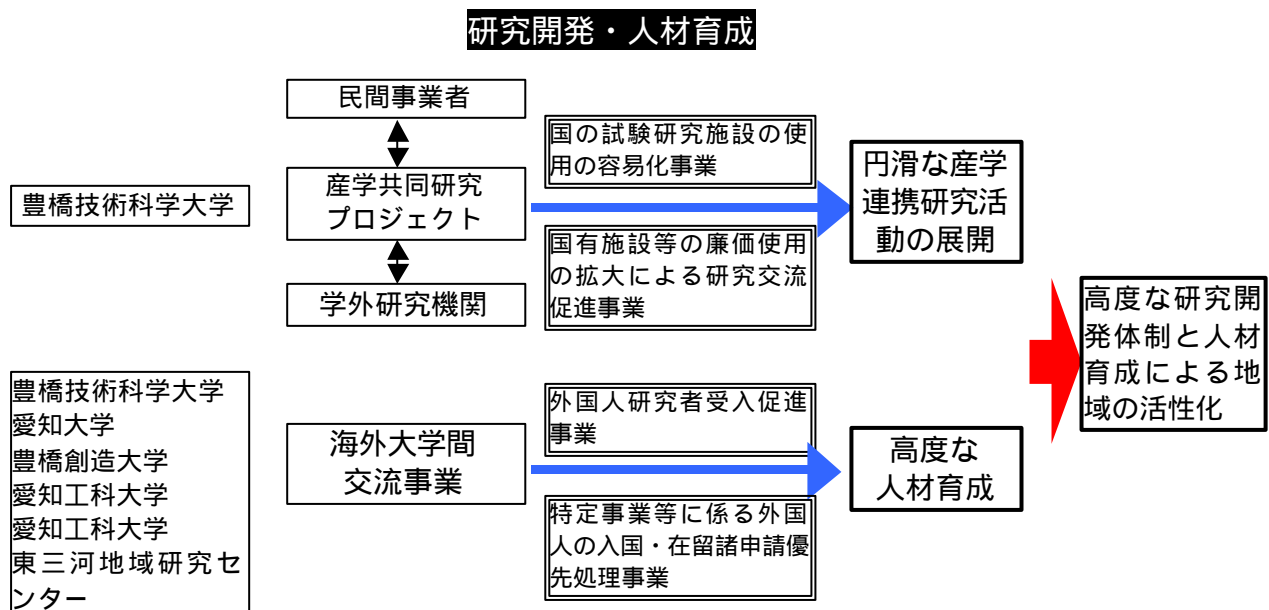 研究開発・人材育成
民間事業者
国の試験研究施設の使
用の容易化事業
豊橋技術科学大学
産学共同研究
プロジェクト
円滑な産学
連携研究活
動の展開
国有施設等の廉価使用
の拡大による研究交流
促進事業
学外研究機関
高度な研究開
発体制と人材
育成による地
域の活性化
豊橋技術科学大学
愛知大学
豊橋創造大学
愛知工科大学
愛知工科大学
東三河地域研究セ
ンター
海外大学間
交流事業
外国人研究者受入促進
事業
高度な
人材育成
特定事業等に係る外国
人の入国・在留諸申請優
先処理事業